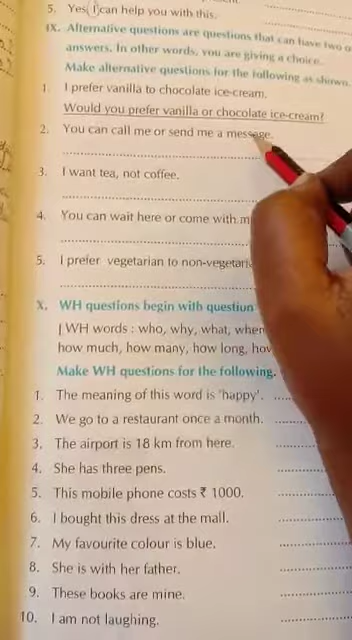 5. Yes, I can help you with this.
IX. Alternative questions are questions that can have two o
answers. In other words, you are giving a choice.
Make alternative questions for the following as shown.
1. I prefer vanilla to chocolate ice-cream.
Would you prefer vanilla or chocolate ice-cream?
2. You can call me or send me a message.
3. I want tea, not coffee.
4. You can wait here or come with m
5. I prefer vegetarian to non-vegetari
X. WH questions begin with question
[ WH words : who, why, what, when
how much, how many, how long, how
Make WH questions for the following.
1. The meaning of this word is 'happy'.
2. We go to a restaurant once a month.
3. The airport is 18 km from here.
4. She has three pens.
5. This mobile phone costs ₹ 1000.
6. I bought this dress at the mall.
7. My favourite colour is blue.
8. She is with her father.
9. These books are mine.
10. I am not laughing.